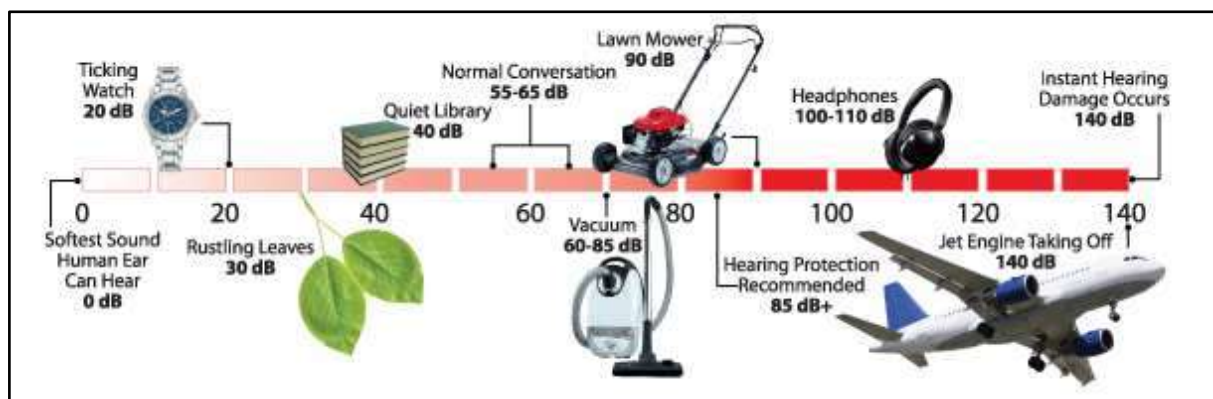 Ticking
Watch
20 dB
Normal Conversation
55-65 dB
Quiet Library
40 dB
Lawn Mower
90 dB
Headphones
100-110 dB
Instant Hearing
Damage Occurs
140 dB
0
20
40
60
80
100
120
140
Softest Sound
Human Ear
Can Hear
0 dB
Rustling Leaves
30 dB
Vacuum
60-85 dB
Hearing Protection
Recommended
85 dB+
Jet Engine Taking Off
140 dB